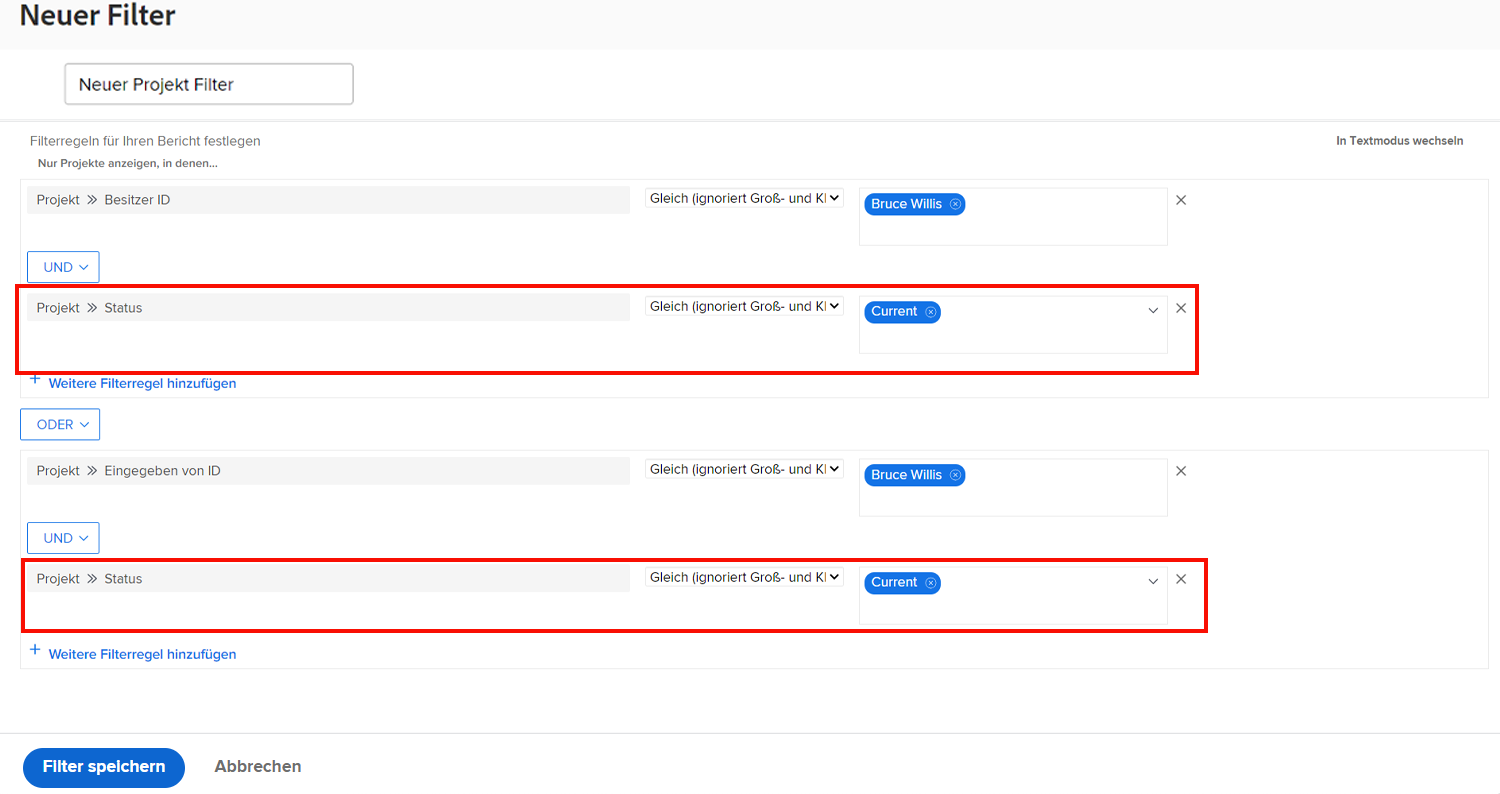 Neuer Filter
Neuer Projekt Filter
Filterregeln für Ihren Bericht festlegen
In Textmodus wechseln
Nur Projekte anzeigen, in denen...
Projekt » Besitzer ID Gleich (ignoriert Groß- und Kl Bruce Willis
UND
Projekt » Status Gleich (ignoriert Groß- und Kl Current
+ Weitere Filterregel hinzufügen
ODER
Projekt » Eingegeben von ID Gleich (ignoriert Groß- und Kl Bruce Willis
UND
Projekt » Status Gleich (ignoriert Groß- und Kl Current
+ Weitere Filterregel hinzufügen
Filter speichern Abbrechen